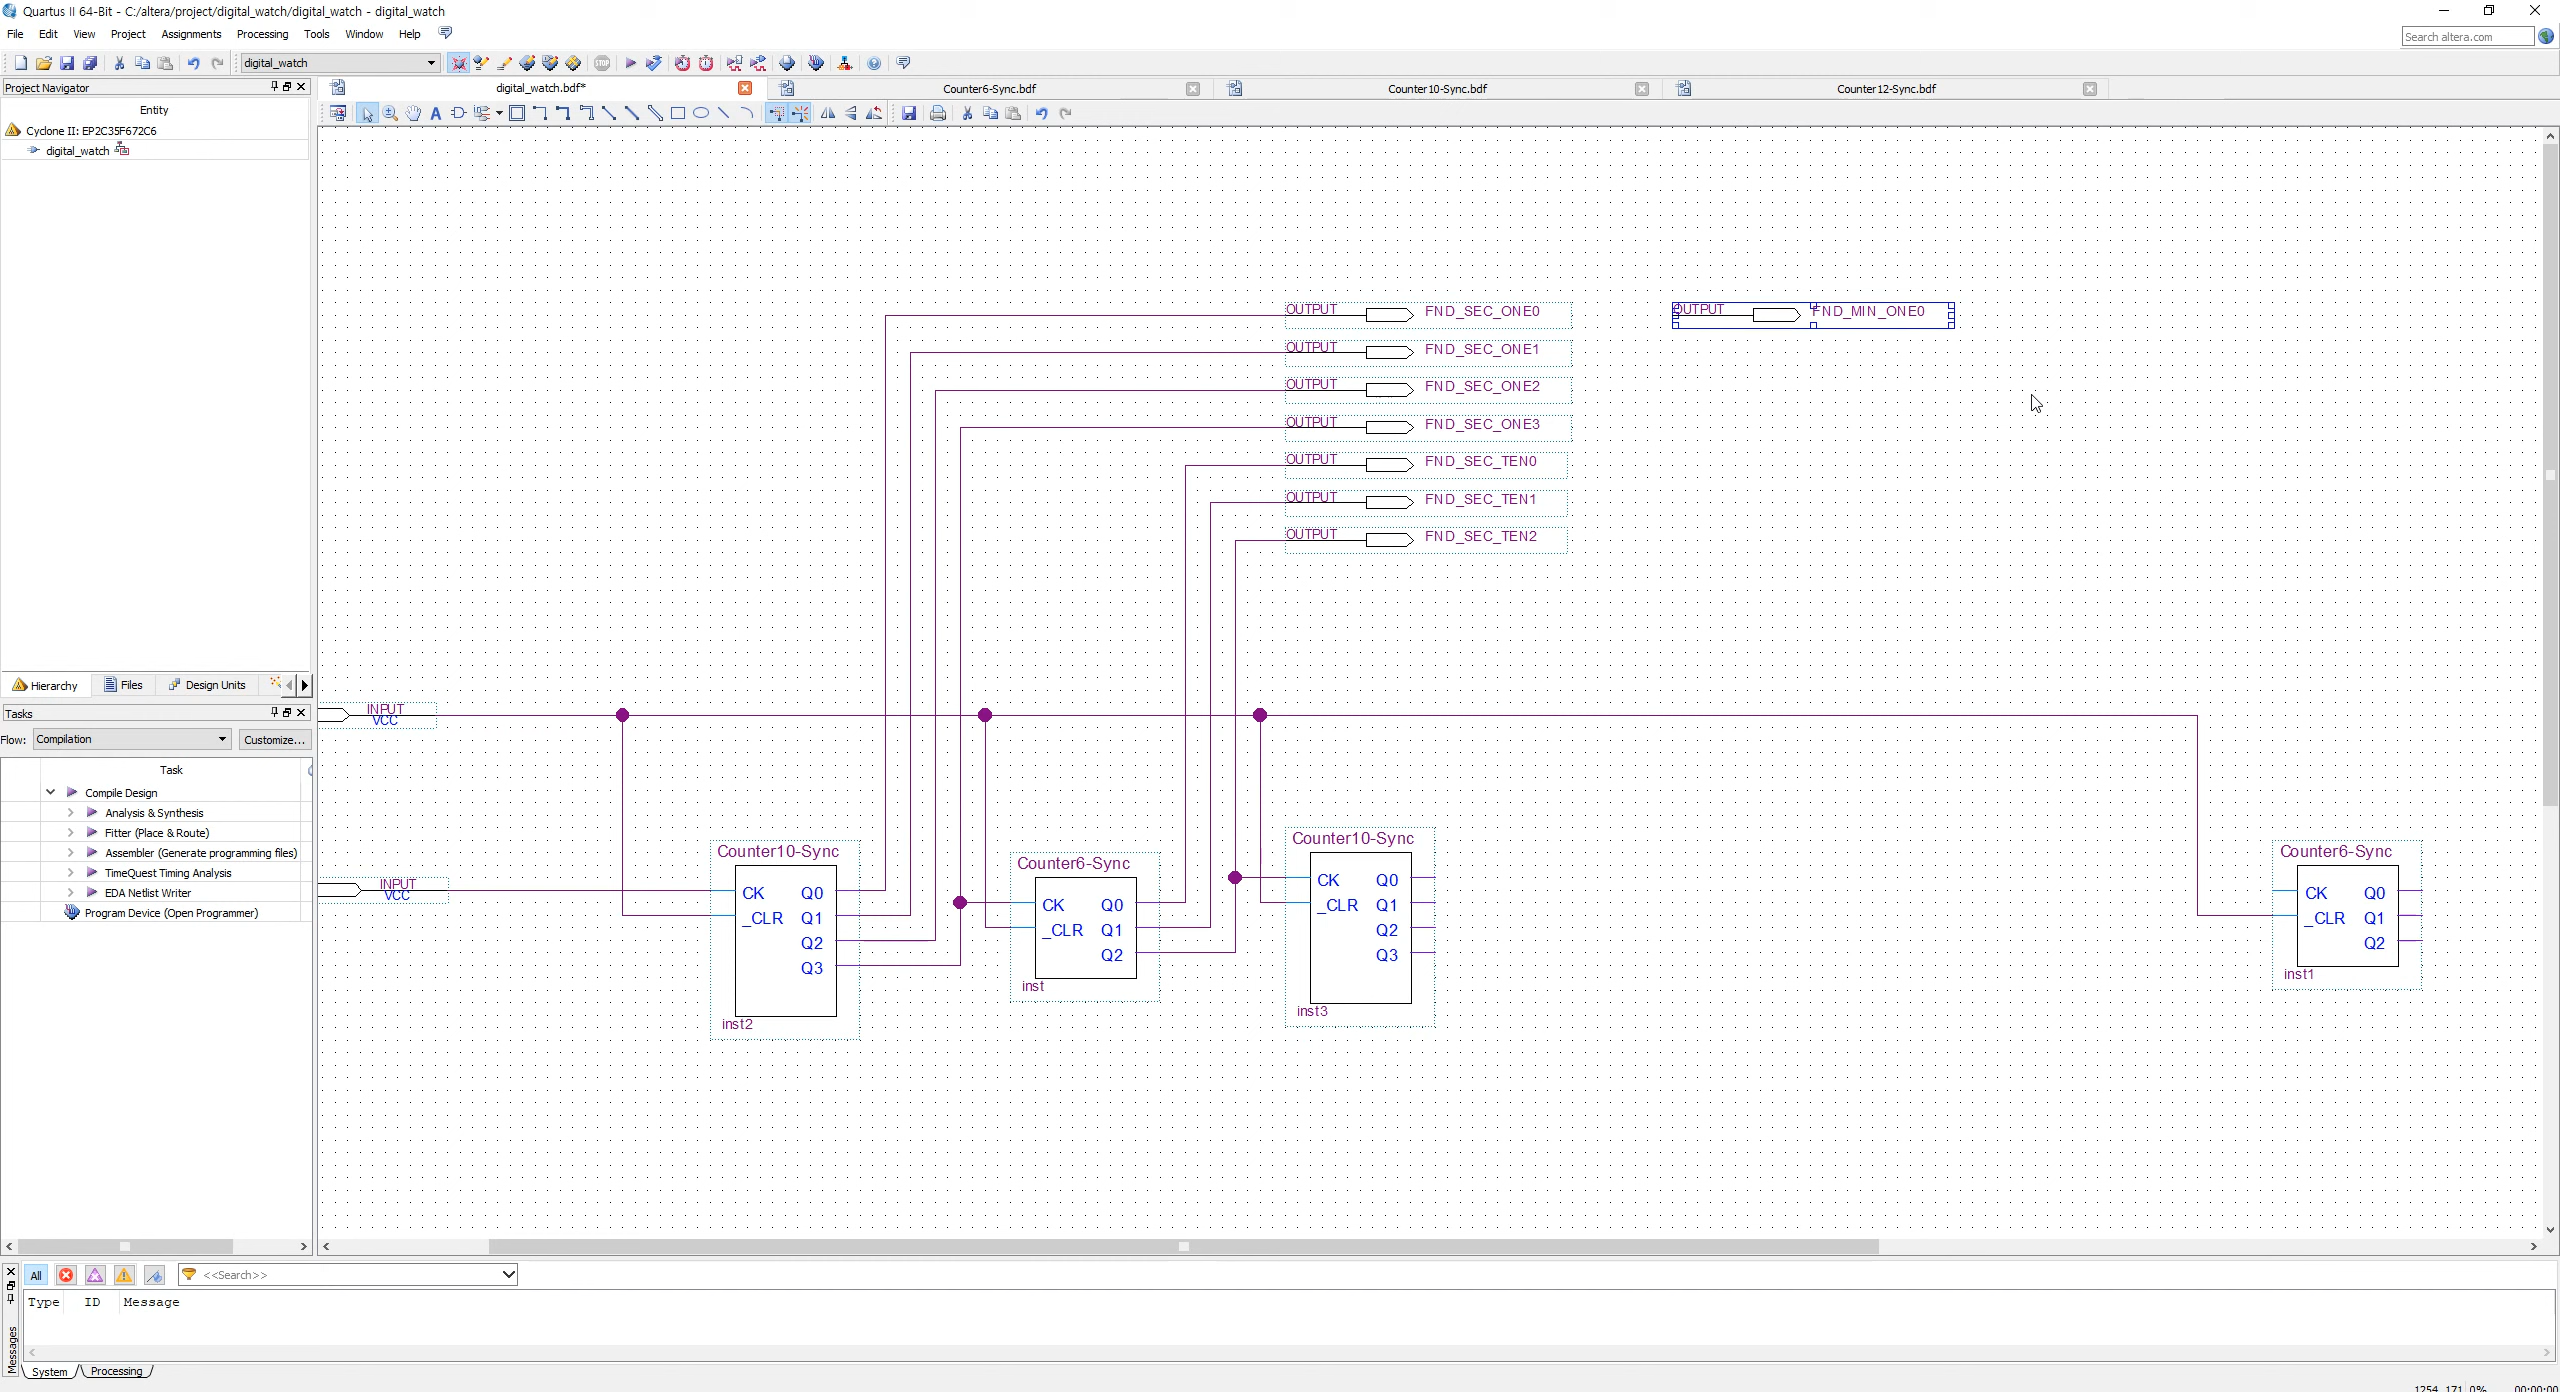 Quartus II 64-Bit - C:/altera/project/digital_watch/digital_watch - digital_watch
File Edit View Project Assignments Processing Tools Window Help
Search altera.com
digital_watch
Project Navigator
digital_watch.bdf*
Counter6-Sync.bdf
Counter10-Sync.bdf
Counter12-Sync.bdf
Entity
Cyclone II: EP2C35F672C6
digital_watch
OUTPUT FND_SEC_ONE0
OUTPUT FND_MIN_ONE0
OUTPUT FND_SEC_ONE1
OUTPUT FND_SEC_ONE2
OUTPUT FND_SEC_ONE3
OUTPUT FND_SEC_TEN0
OUTPUT FND_SEC_TEN1
OUTPUT FND_SEC_TEN2
Hierarchy Files Design Units
Tasks
INPUT
VCC
Flow: Compilation Customize...
Task
Compile Design
Analysis & Synthesis
Fitter (Place & Route)
Assembler (Generate programming files)
TimeQuest Timing Analysis
EDA Netlist Writer
Program Device (Open Programmer)
INPUT
VCC
Counter10-Sync
CK Q0
_CLR Q1
Q2
Q3
inst2
Counter6-Sync
CK Q0
_CLR Q1
Q2
inst
Counter10-Sync
CK Q0
_CLR Q1
Q2
Q3
inst3
Counter6-Sync
CK Q0
_CLR Q1
Q2
inst1
All <<Search>>
Type ID Message
Messages
System Processing
1254, 171 0% 00:00:00